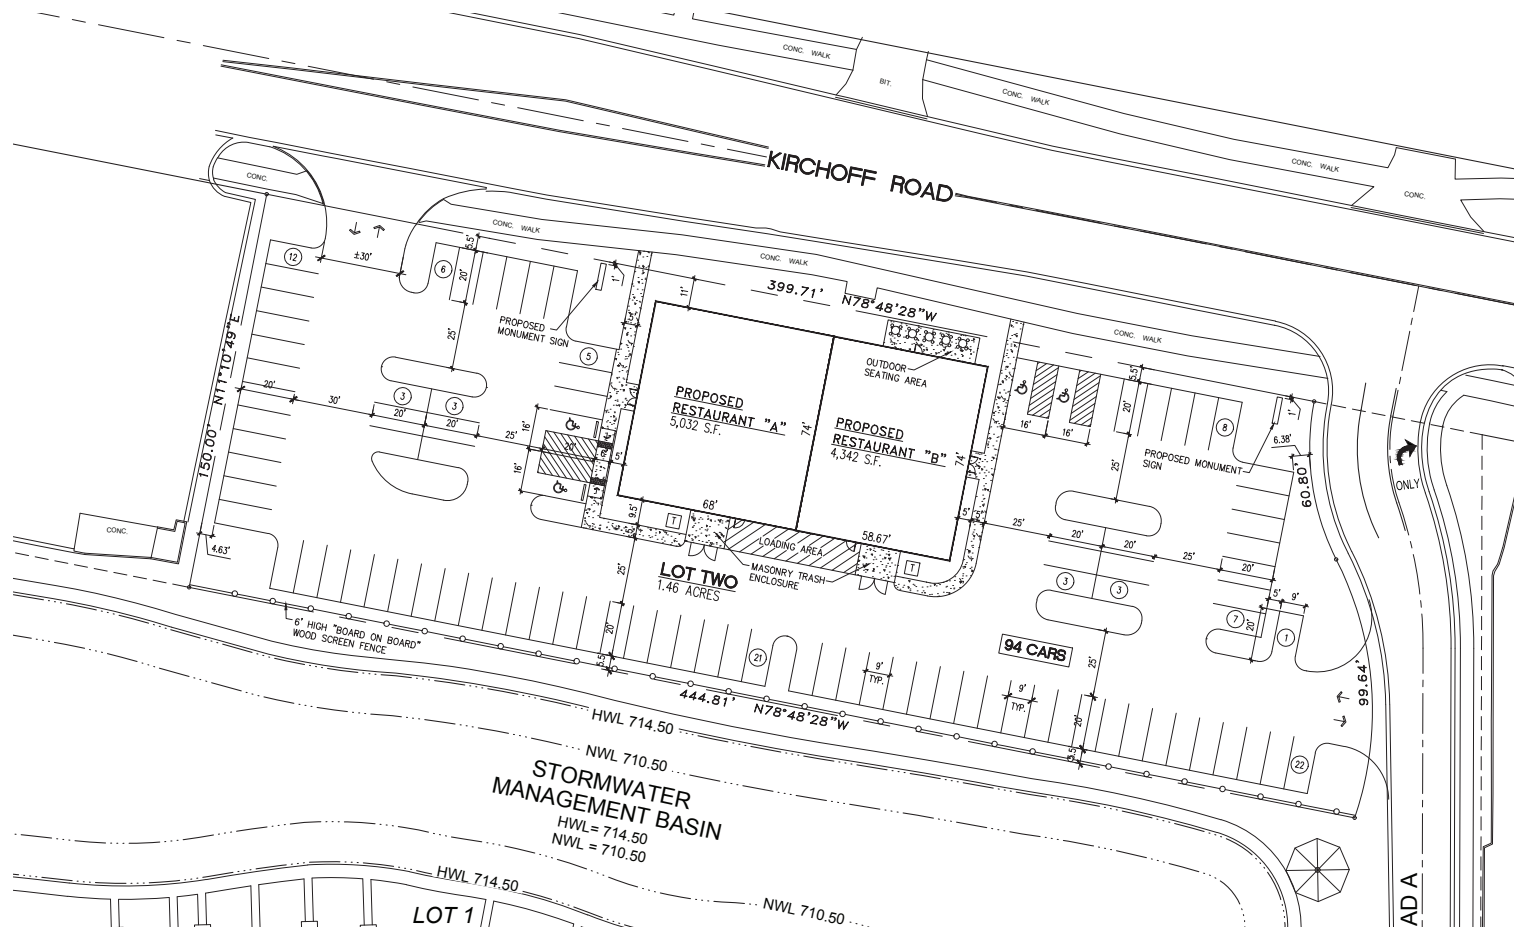 CONC. WALK
BIT.
CONC. WALK
CONC. WALK
CONC.
KIRCHOFF ROAD
CONC.
CONC. WALK
CONC. WALK
CONC. WALK
12
±30'
6
5.5'
20'
25'
1'
PROPOSED
MONUMENT SIGN
5
11'
399.71' N78°48'28"W
OUTDOOR
SEATING AREA
PROPOSED
RESTAURANT "A"
5,032 S.F.
74'
PROPOSED
RESTAURANT "B"
4,342 S.F.
74'
5.5'
20'
25'
16'
16'
8
1'
6.38'
PROPOSED MONUMENT
SIGN
ONLY
60.80'
150.00' N11°10'49"E
20'
30'
3
3
20'
20'
25'
16'
16'
20'
5'
9.5'
68'
58.67'
T
T
LOADING AREA
MASONRY TRASH
ENCLOSURE
LOT TWO
1.46 ACRES
CONC.
4.63'
25'
20'
5.5'
6' HIGH "BOARD ON BOARD"
WOOD SCREEN FENCE
5'
5'
25'
20'
20'
25'
20'
3
3
5'
9'
7
20'
1
94 CARS
21
9'
TYP.
9'
TYP.
25'
20'
5.5'
22
99.64'
444.81' N78°48'28"W
HWL 714.50
NWL 710.50
STORMWATER
MANAGEMENT BASIN
HWL= 714.50
NWL = 710.50
HWL 714.50
NWL 710.50
LOT 1
AD A